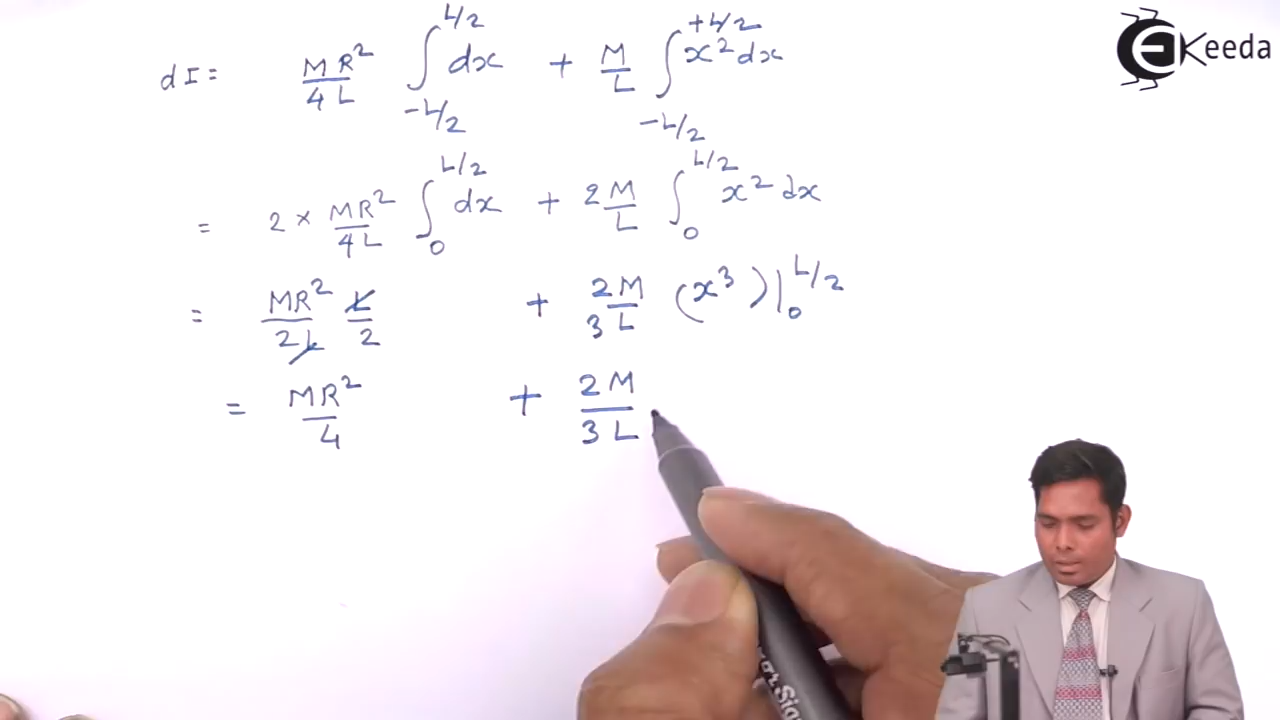 EKeeda
dI = MR²/4L ∫_{-L/2}^{L/2} dx + M/L ∫_{-L/2}^{+L/2} x² dx
= 2 × MR²/4L ∫_0^{L/2} dx + 2M/L ∫_0^{L/2} x² dx
= MR²/2L L/2 + 2M/3L (x³)|_0^{L/2}
= MR²/4 + 2M/3L